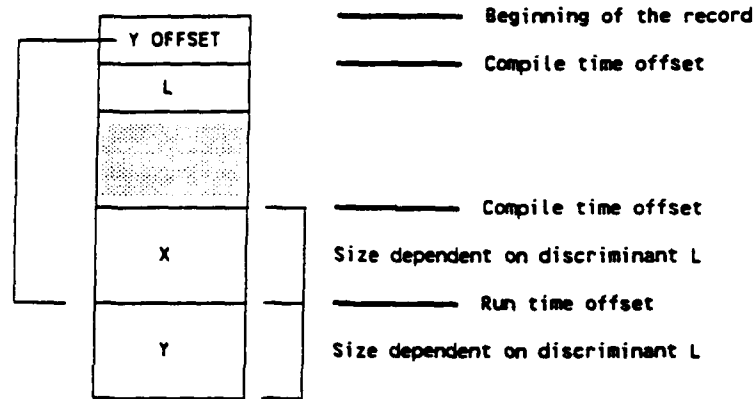 Beginning of the record
Y OFFSET
Compile time offset
L
Compile time offset
X
Size dependent on discriminant L
Run time offset
Y
Size dependent on discriminant L